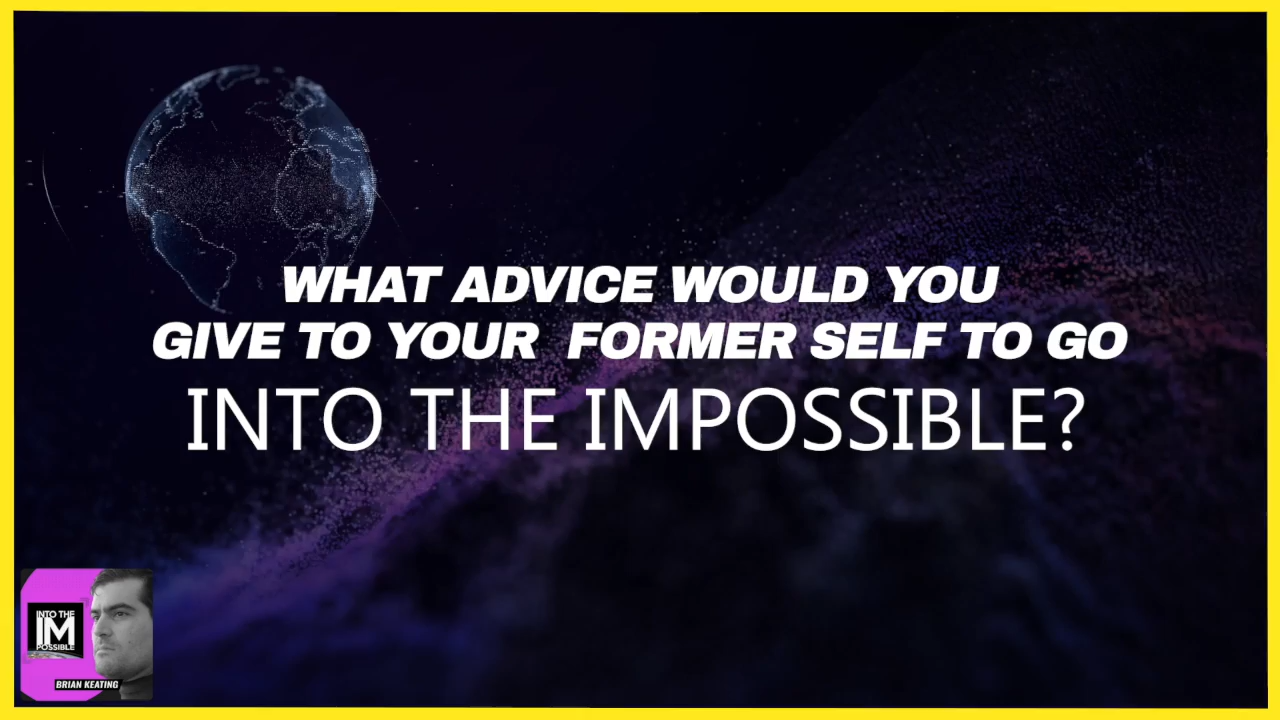 WHAT ADVICE WOULD YOU
GIVE TO YOUR FORMER SELF TO GO
INTO THE IMPOSSIBLE?
INTO THE
IM
POSSIBLE
BRIAN KEATING